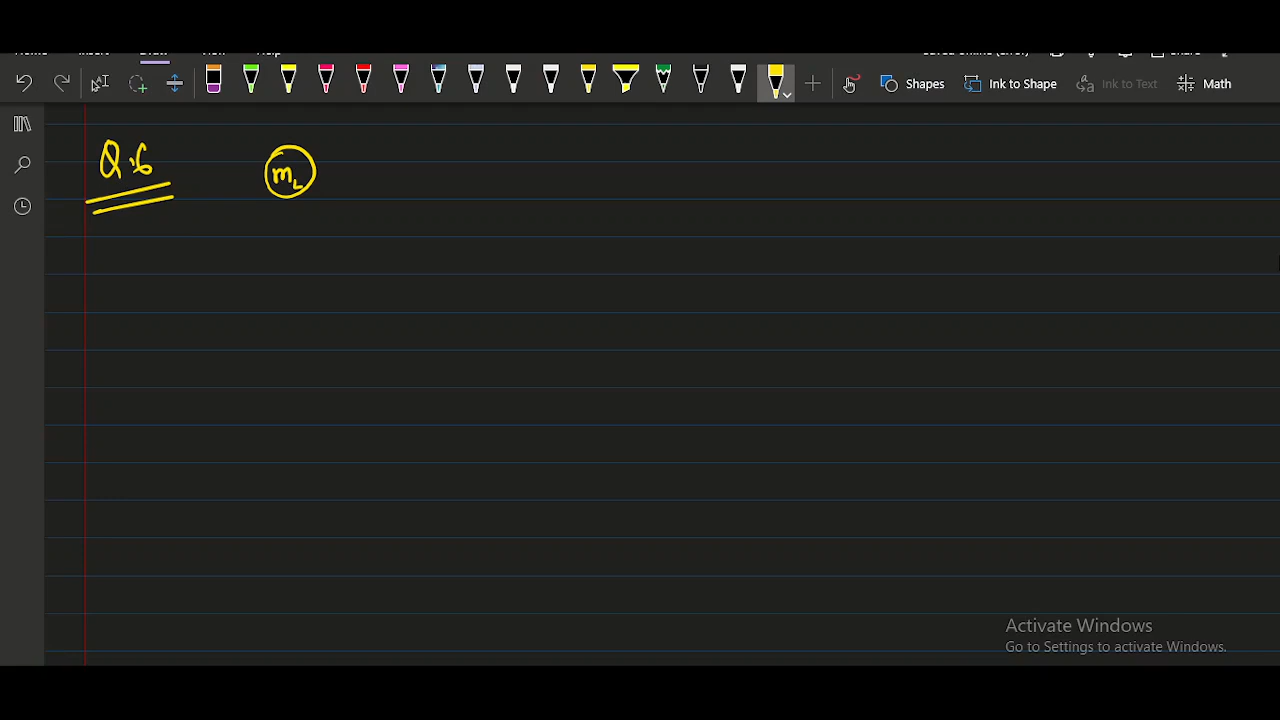 Shapes Ink to Shape Ink to Text Math
Q.6 mL
Activate Windows
Go to Settings to activate Windows.